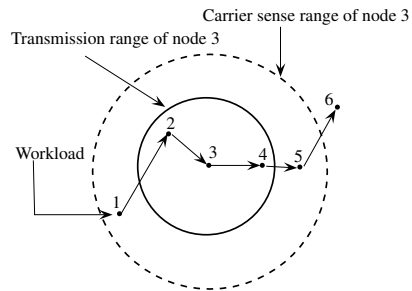 Carrier sense range of node 3
Transmission range of node 3
6
2
3
4
5
Workload
1